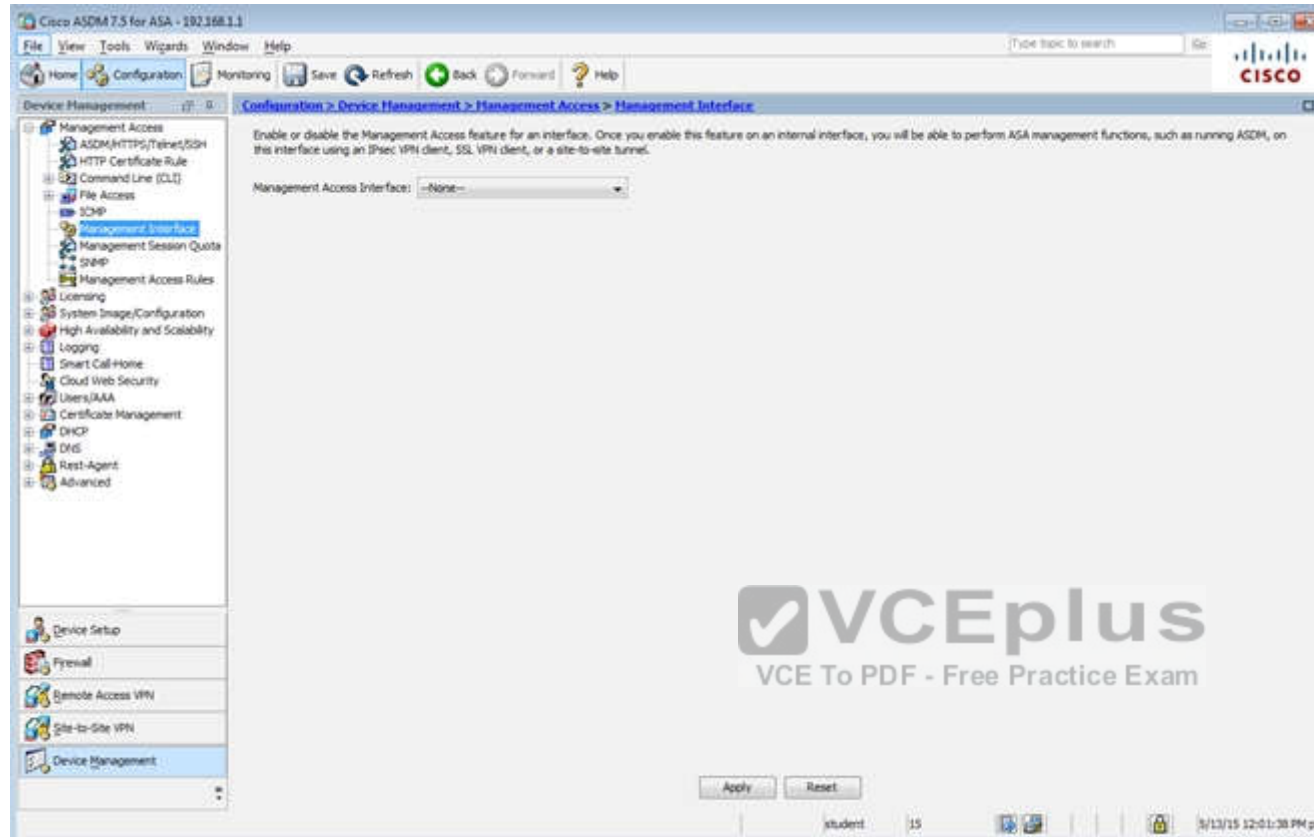 Cisco ASDM 7.5 for ASA - 192.168.1.1
File View Tools Wizards Window Help
Type topic to search Go
Home Configuration Monitoring Save Refresh Back Forward Help
CISCO
Device Management
Configuration > Device Management > Management Access > Management Interface
Management Access
ASDM/HTTPS/Telnet/SSH
HTTP Certificate Rule
Command Line (CLI)
File Access
ICMP
Management Interface
Management Session Quota
SNMP
Management Access Rules
Licensing
System Image/Configuration
High Availability and Scalability
Logging
Smart Call-Home
Cloud Web Security
Users/AAA
Certificate Management
DHCP
DNS
Rest-Agent
Advanced
Enable or disable the Management Access feature for an interface. Once you enable this feature on an internal interface, you will be able to perform ASA management functions, such as running ASDM, on
this interface using an IPsec VPN client, SSL VPN client, or a site-to-site tunnel.
Management Access Interface: --None--
VCEplus
VCE To PDF - Free Practice Exam
Device Setup
Firewall
Remote Access VPN
Site-to-Site VPN
Device Management
Apply Reset
student 15 5/13/15 12:01:38 PM